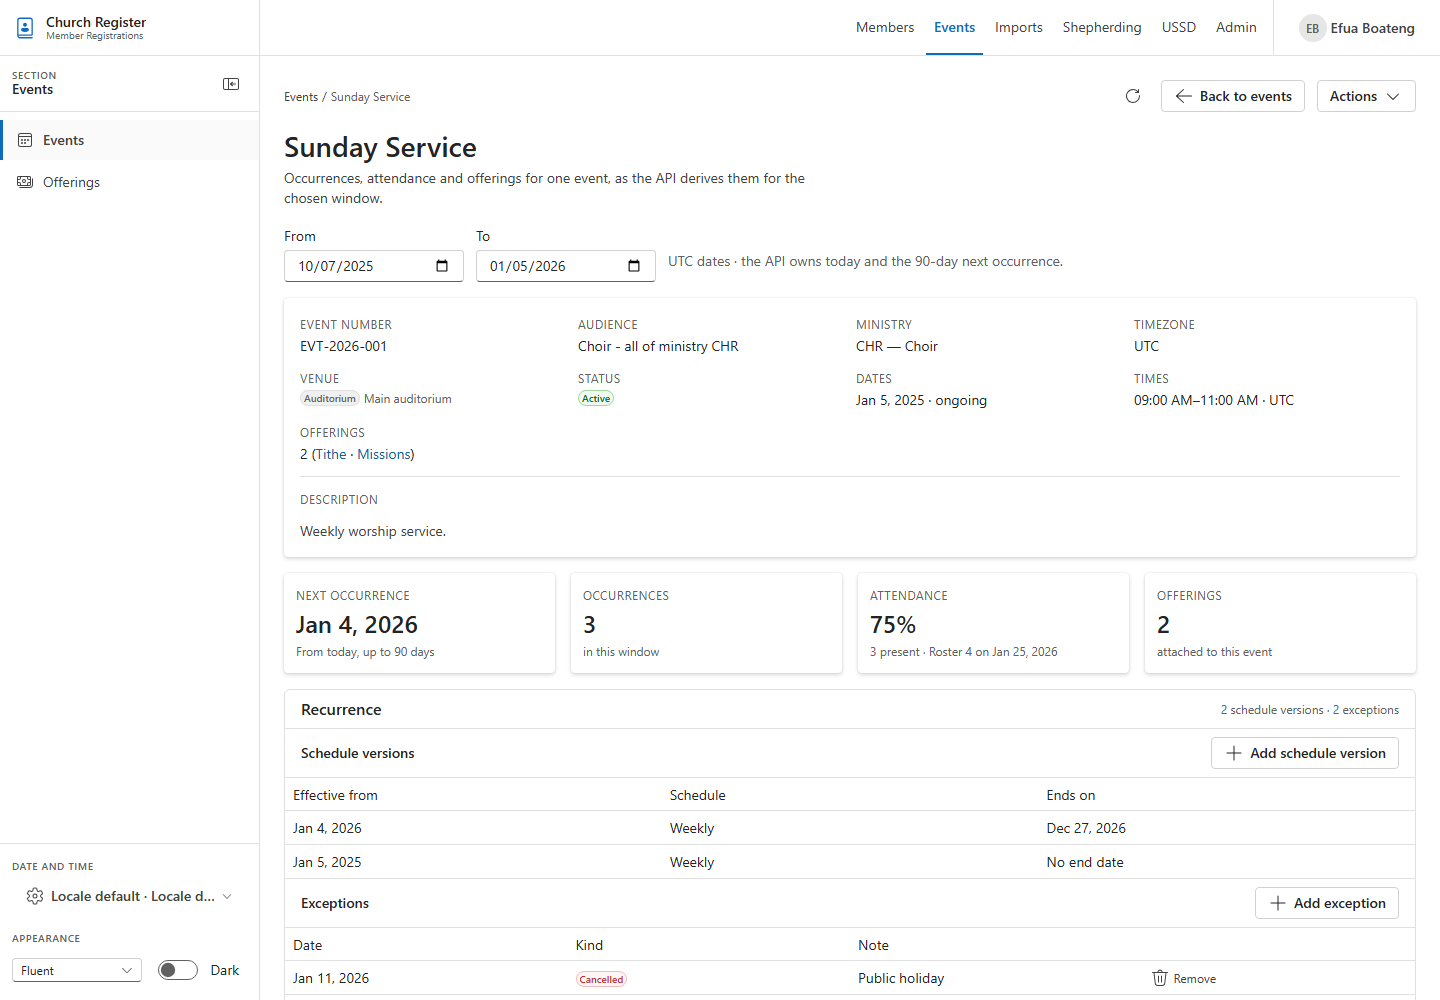 Church Register
Member Registrations
Members
Events
Imports
Shepherding
USSD
Admin
EB
Efua Boateng
SECTION
Events
Events
Offerings
Events / Sunday Service
Back to events
Actions
Sunday Service
Occurrences, attendance and offerings for one event, as the API derives them for the
chosen window.
From
To
10/07/2025
01/05/2026
UTC dates · the API owns today and the 90-day next occurrence.
EVENT NUMBER
EVT-2026-001
AUDIENCE
Choir - all of ministry CHR
MINISTRY
CHR — Choir
TIMEZONE
UTC
VENUE
Auditorium Main auditorium
STATUS
Active
DATES
Jan 5, 2025 · ongoing
TIMES
09:00 AM–11:00 AM · UTC
OFFERINGS
2 (Tithe · Missions)
DESCRIPTION
Weekly worship service.
NEXT OCCURRENCE
Jan 4, 2026
From today, up to 90 days
OCCURRENCES
3
in this window
ATTENDANCE
75%
3 present · Roster 4 on Jan 25, 2026
OFFERINGS
2
attached to this event
Recurrence
2 schedule versions · 2 exceptions
Schedule versions
Add schedule version
Effective from
Schedule
Ends on
Jan 4, 2026
Weekly
Dec 27, 2026
Jan 5, 2025
Weekly
No end date
Exceptions
Add exception
Date
Kind
Note
Jan 11, 2026
Cancelled
Public holiday
Remove
DATE AND TIME
Locale default · Locale d...
APPEARANCE
Fluent
Dark